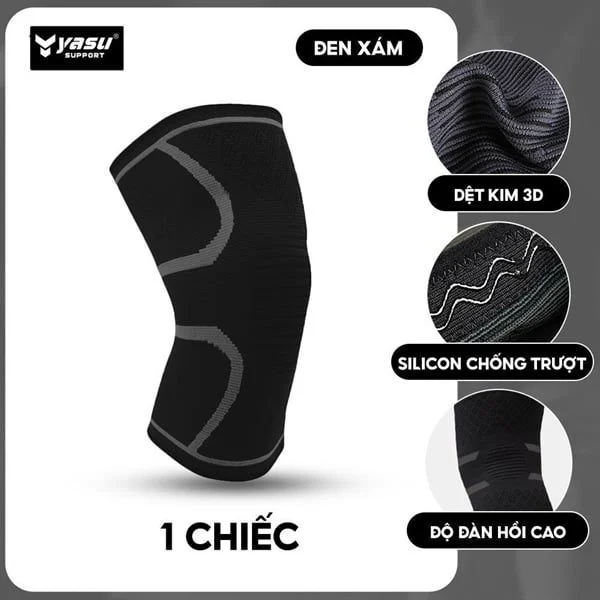 yasu®
SUPPORT
ĐEN XÁM
DỆT KIM 3D
SILICON CHỐNG TRƯỢT
ĐỘ ĐÀN HỒI CAO
1 CHIẾC